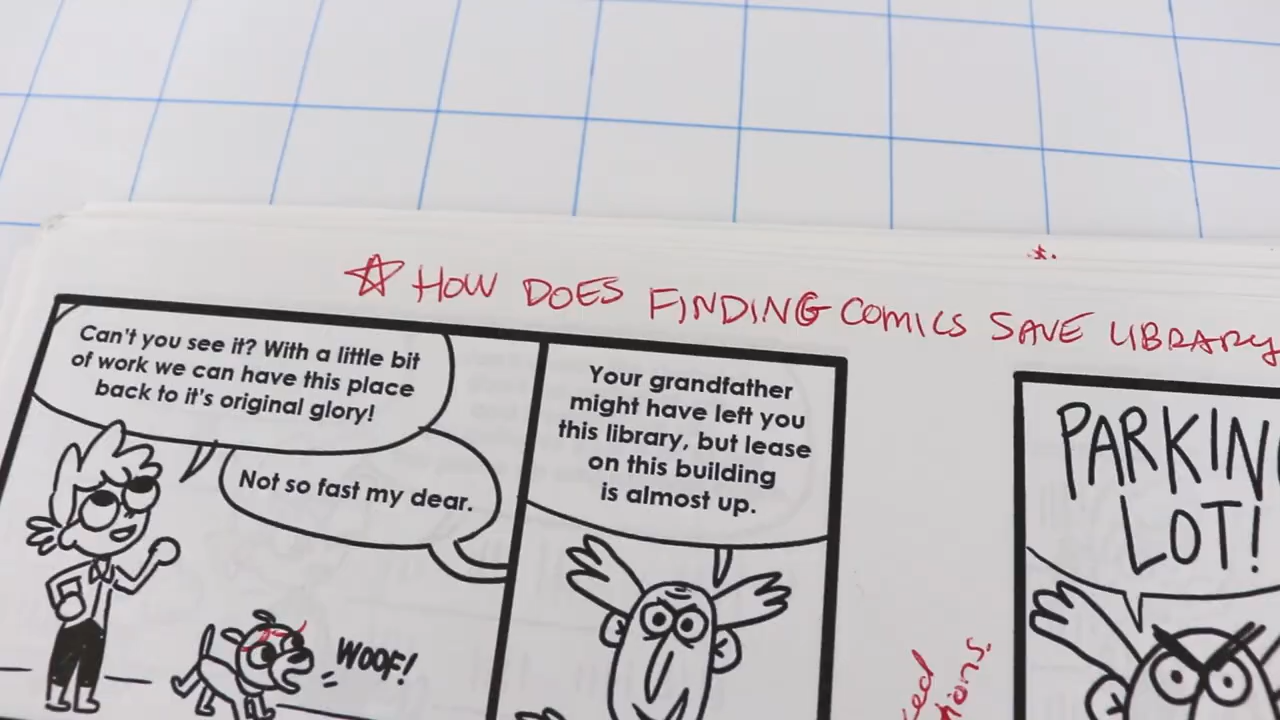 ☆ HOW DOES FINDING COMICS SAVE LIBRARY
Can't you see it? With a little bit
of work we can have this place
back to it's original glory!
Not so fast my dear.
WOOF!
Your grandfather
might have left you
this library, but lease
on this building
is almost up.
LOT!